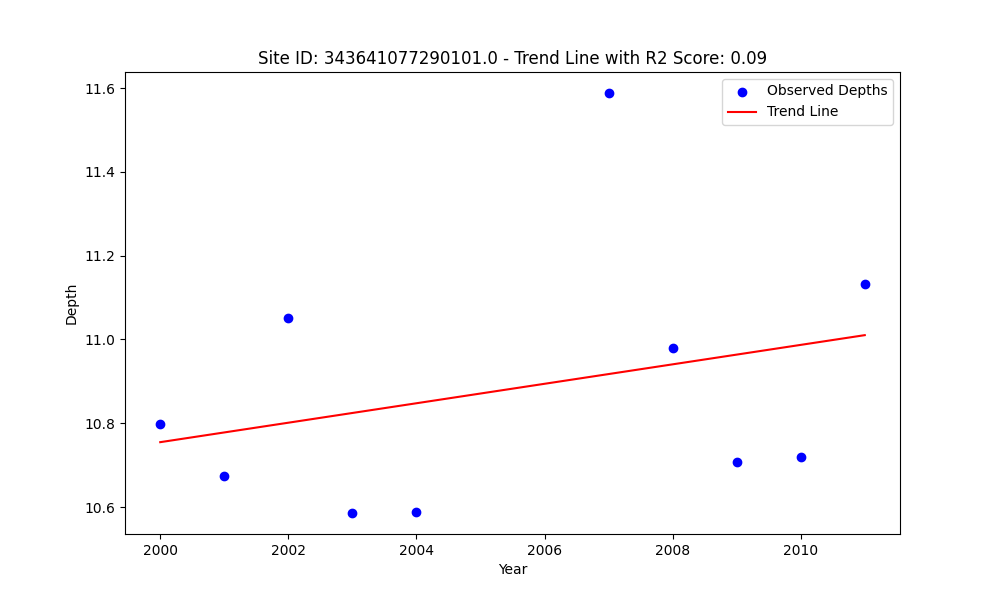 Site ID: 343641077290101.0 - Trend Line with R2 Score: 0.09
Observed Depths
Trend Line
11.6
11.4
11.2
11.0
10.8
10.6
Depth
2000 2002 2004 2006 2008 2010
Year